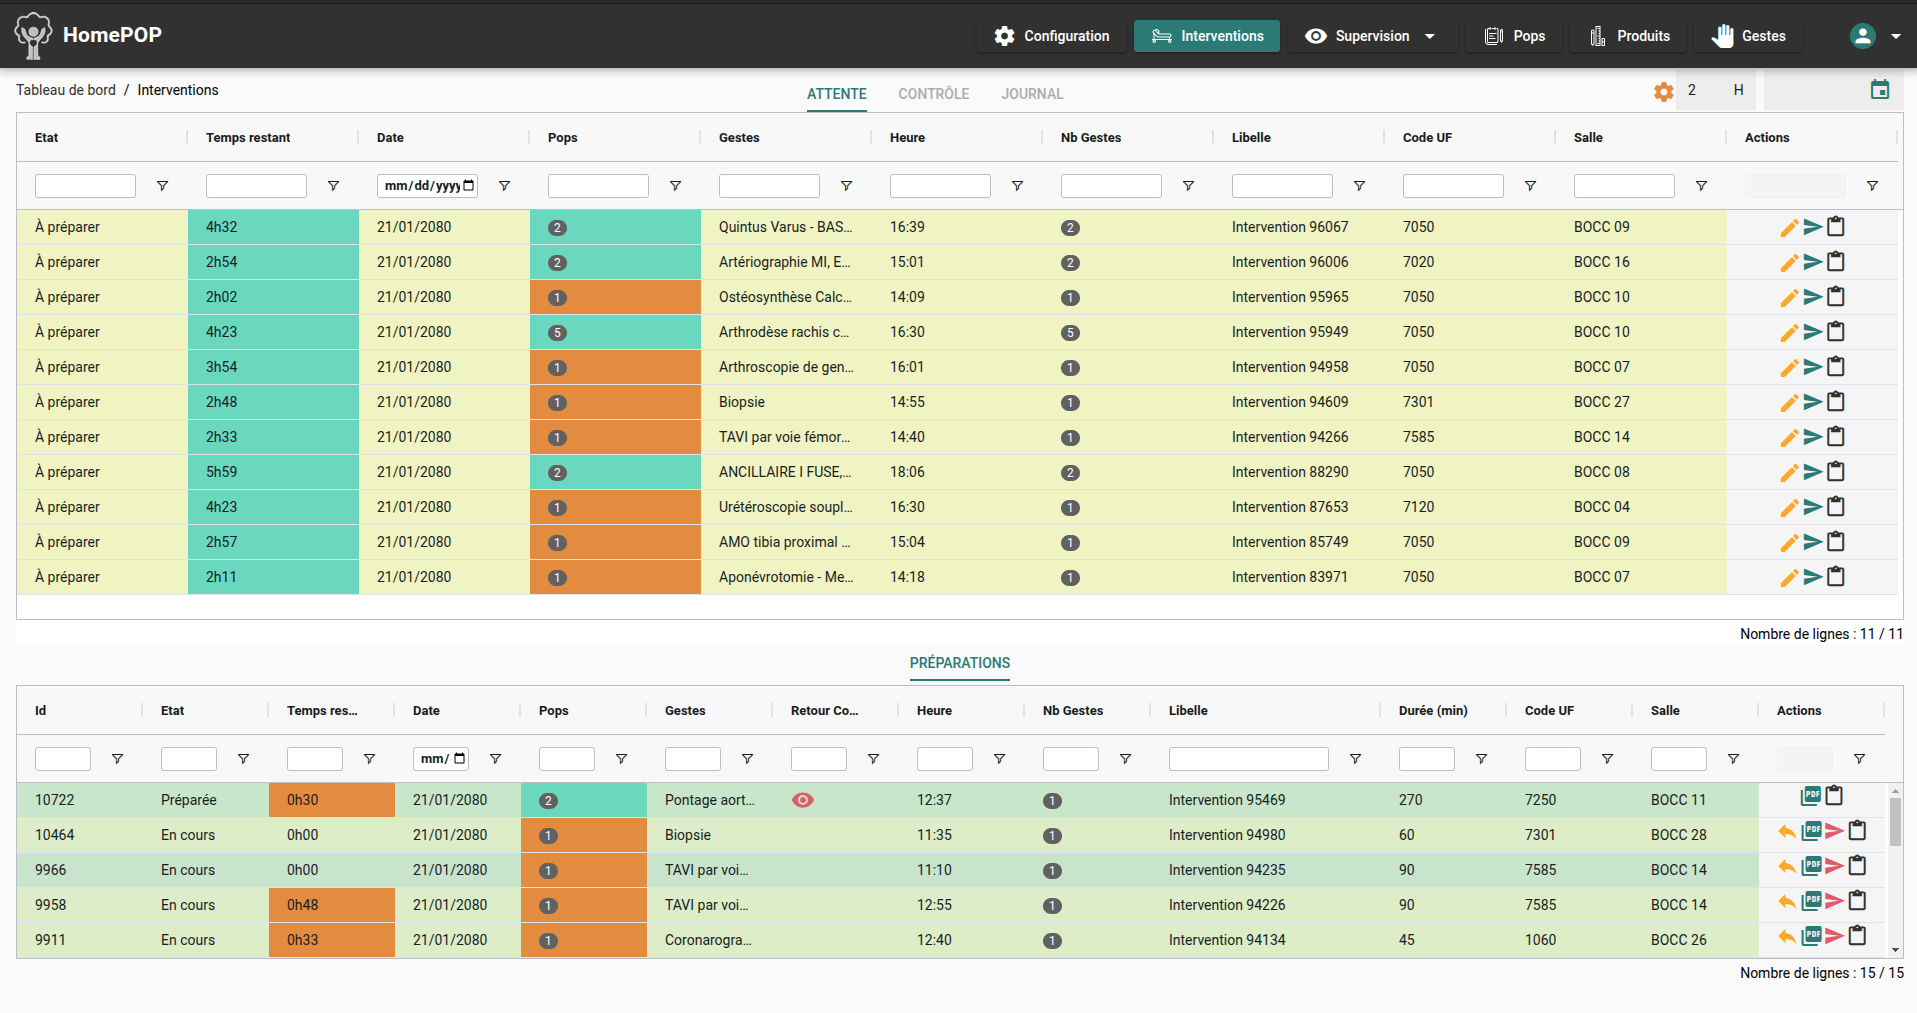 HomePOP
Configuration Interventions Supervision Pops Produits Gestes
Tableau de bord / Interventions
ATTENTE CONTRÔLE JOURNAL
2 H
Etat Temps restant Date Pops Gestes Heure Nb Gestes Libelle Code UF Salle Actions
mm/dd/yyyy
À préparer 4h32 21/01/2080 2 Quintus Varus - BAS... 16:39 2 Intervention 96067 7050 BOCC 09
À préparer 2h54 21/01/2080 2 Artériographie MI, E... 15:01 2 Intervention 96006 7020 BOCC 16
À préparer 2h02 21/01/2080 1 Ostéosynthèse Calc... 14:09 1 Intervention 95965 7050 BOCC 10
À préparer 4h23 21/01/2080 5 Arthrodèse rachis c... 16:30 5 Intervention 95949 7050 BOCC 10
À préparer 3h54 21/01/2080 1 Arthroscopie de gen... 16:01 1 Intervention 94958 7050 BOCC 07
À préparer 2h48 21/01/2080 1 Biopsie 14:55 1 Intervention 94609 7301 BOCC 27
À préparer 2h33 21/01/2080 1 TAVI par voie fémor... 14:40 1 Intervention 94266 7585 BOCC 14
À préparer 5h59 21/01/2080 2 ANCILLAIRE I FUSE,... 18:06 2 Intervention 88290 7050 BOCC 08
À préparer 4h23 21/01/2080 1 Urétéroscopie soupl... 16:30 1 Intervention 87653 7120 BOCC 04
À préparer 2h57 21/01/2080 1 AMO tibia proximal ... 15:04 1 Intervention 85749 7050 BOCC 09
À préparer 2h11 21/01/2080 1 Aponévrotomie - Me... 14:18 1 Intervention 83971 7050 BOCC 07
Nombre de lignes : 11 / 11
PRÉPARATIONS
Id Etat Temps res... Date Pops Gestes Retour Co... Heure Nb Gestes Libelle Durée (min) Code UF Salle Actions
mm/
10722 Préparée 0h30 21/01/2080 2 Pontage aort... 12:37 1 Intervention 95469 270 7250 BOCC 11 PDF
10464 En cours 0h00 21/01/2080 1 Biopsie 11:35 1 Intervention 94980 60 7301 BOCC 28 PDF
9966 En cours 0h00 21/01/2080 1 TAVI par voi... 11:10 1 Intervention 94235 90 7585 BOCC 14 PDF
9958 En cours 0h48 21/01/2080 1 TAVI par voi... 12:55 1 Intervention 94226 90 7585 BOCC 14 PDF
9911 En cours 0h33 21/01/2080 1 Coronarogra... 12:40 1 Intervention 94134 45 1060 BOCC 26 PDF
Nombre de lignes : 15 / 15